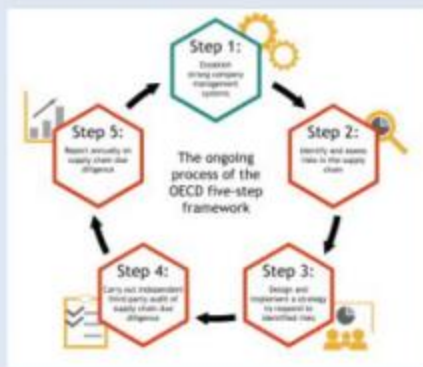 Step 1:
Establish
strong company
management
systems
Step 2:
Identify and assess
risks in the supply
chain
Step 3:
Design and
implement a strategy
to respond to
identified risks
Step 4:
Carry out independent
third party audit of
supply chain due
diligence
Step 5:
Report annually on
supply chain due
diligence
The ongoing
process of the
OECD five-step
framework